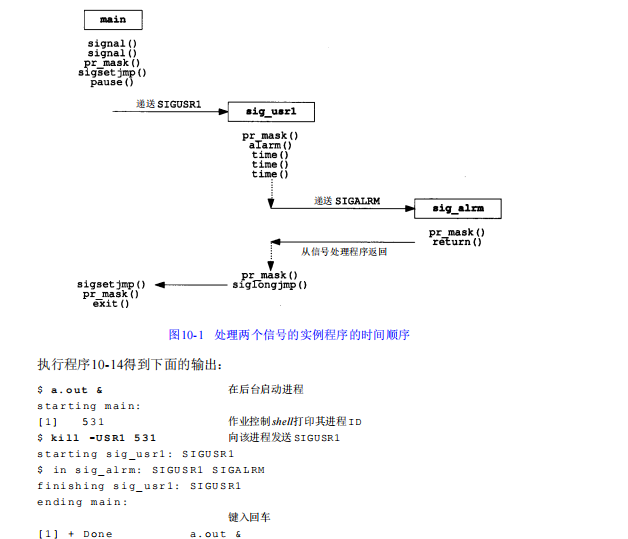 main
signal()
signal()
pr_mask()
sigsetjmp()
pause()
递送SIGUSR1
sig_usr1
pr_mask()
alarm()
time()
time()
time()
递送 SIGALRM
sig_alrm
pr_mask()
return()
从信号处理程序返回
pr_mask()
siglongjmp()
sigsetjmp()
pr_mask()
exit()
图10-1 处理两个信号的实例程序的时间顺序
执行程序10-14得到下面的输出：
$ a.out & 在后台启动进程
starting main:
[1] 531 作业控制shell打印其进程ID
$ kill -USR1 531 向该进程发送 SIGUSR1
starting sig_usr1: SIGUSR1
$ in sig_alrm: SIGUSR1 SIGALRM
finishing sig_usr1: SIGUSR1
ending main:
键入回车
[1] + Done a.out &